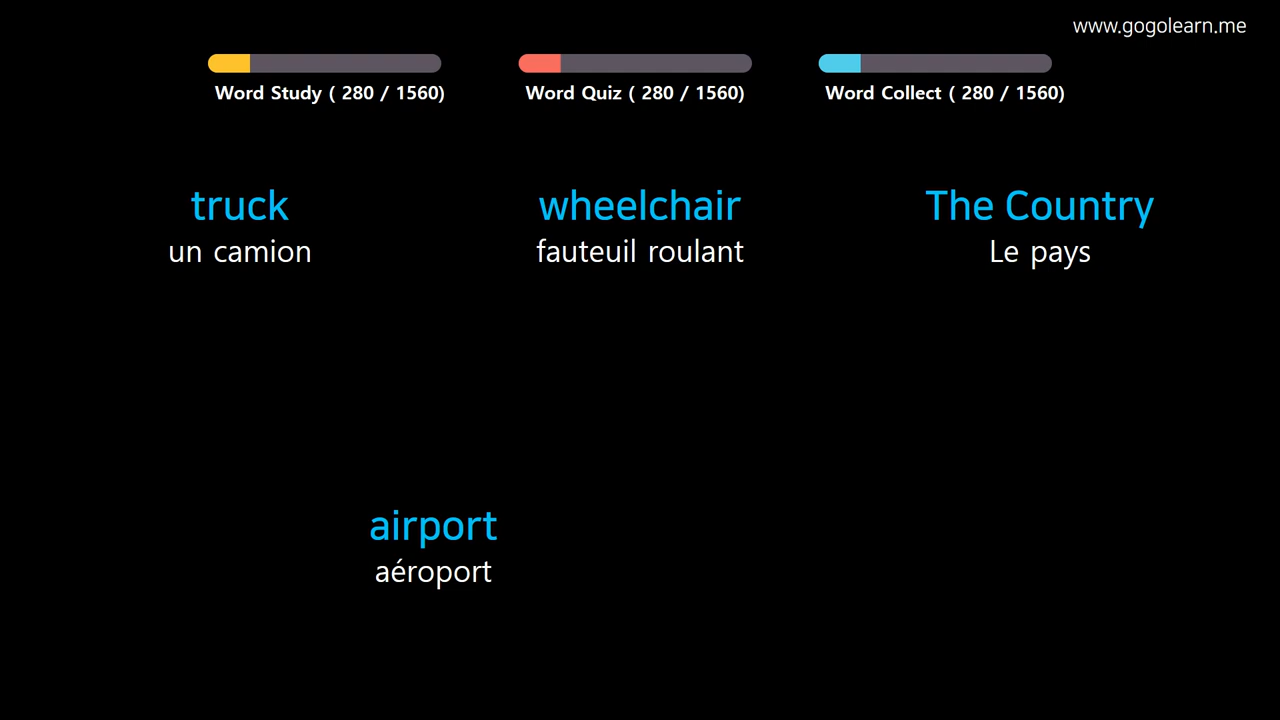 www.gogolearn.me
Word Study ( 280 / 1560)
Word Quiz ( 280 / 1560)
Word Collect ( 280 / 1560)
truck
un camion
wheelchair
fauteuil roulant
The Country
Le pays
airport
aéroport